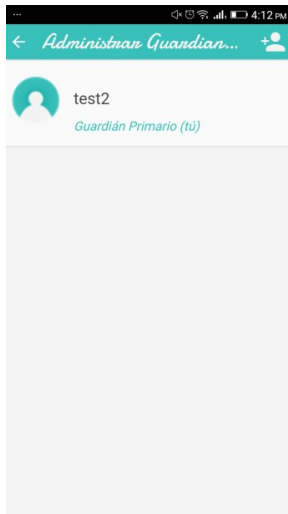 ... 4:12 PM
Administrar Guardian...
test2
Guardián Primario (tú)